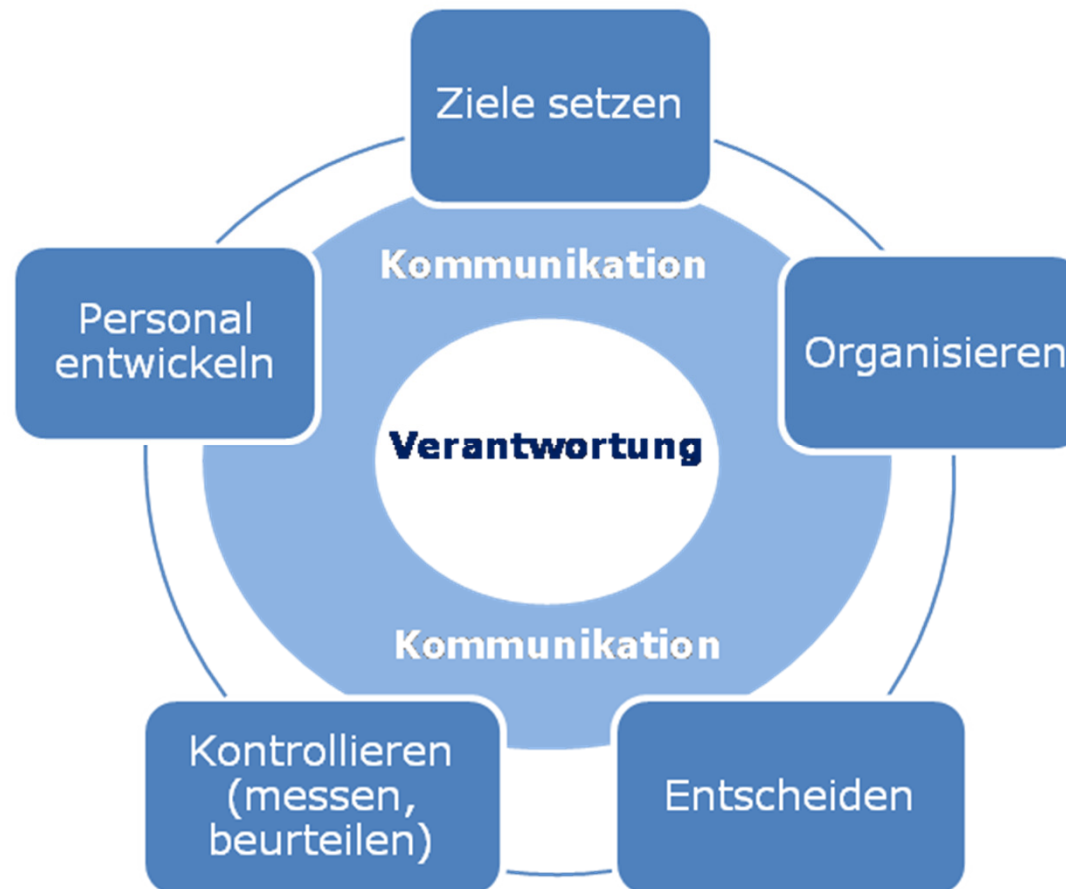 Ziele setzen
Kommunikation
Personal
entwickeln
Organisieren
Verantwortung
Kommunikation
Kontrollieren
(messen,
beurteilen)
Entscheiden